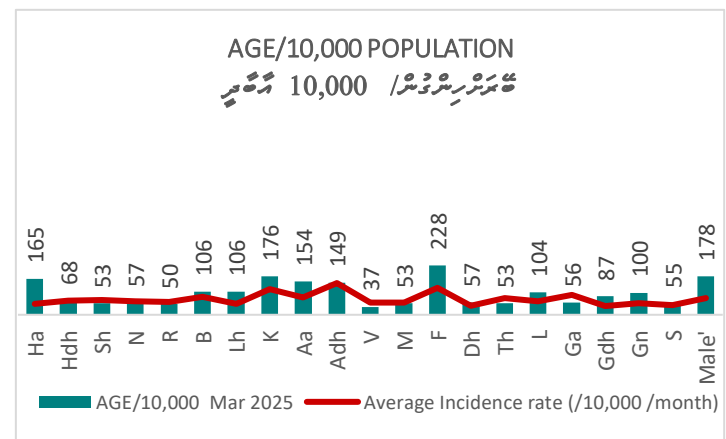 AGE/10,000 POPULATION
ބޭރަށްހިންގުން/ 10,000 އާބާދީ
165 68 53 57 50 106 106 176 154 149 37 53 228 57 53 104 56 87 100 55 178
Ha Hdh Sh N R B Lh K Aa Adh V M F Dh Th L Ga Gdh Gn S Male'
AGE/10,000 Mar 2025 Average Incidence rate (/10,000 /month)